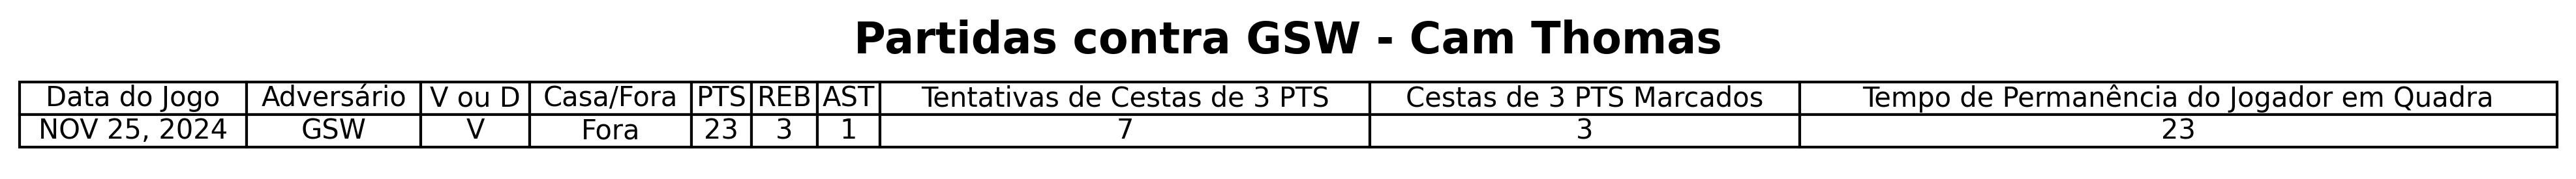 Partidas contra GSW - Cam Thomas
Data do Jogo Adversário V ou D Casa/Fora PTS REB AST Tentativas de Cestas de 3 PTS Cestas de 3 PTS Marcados Tempo de Permanência do Jogador em Quadra
NOV 25, 2024 GSW V Fora 23 3 1 7 3 23